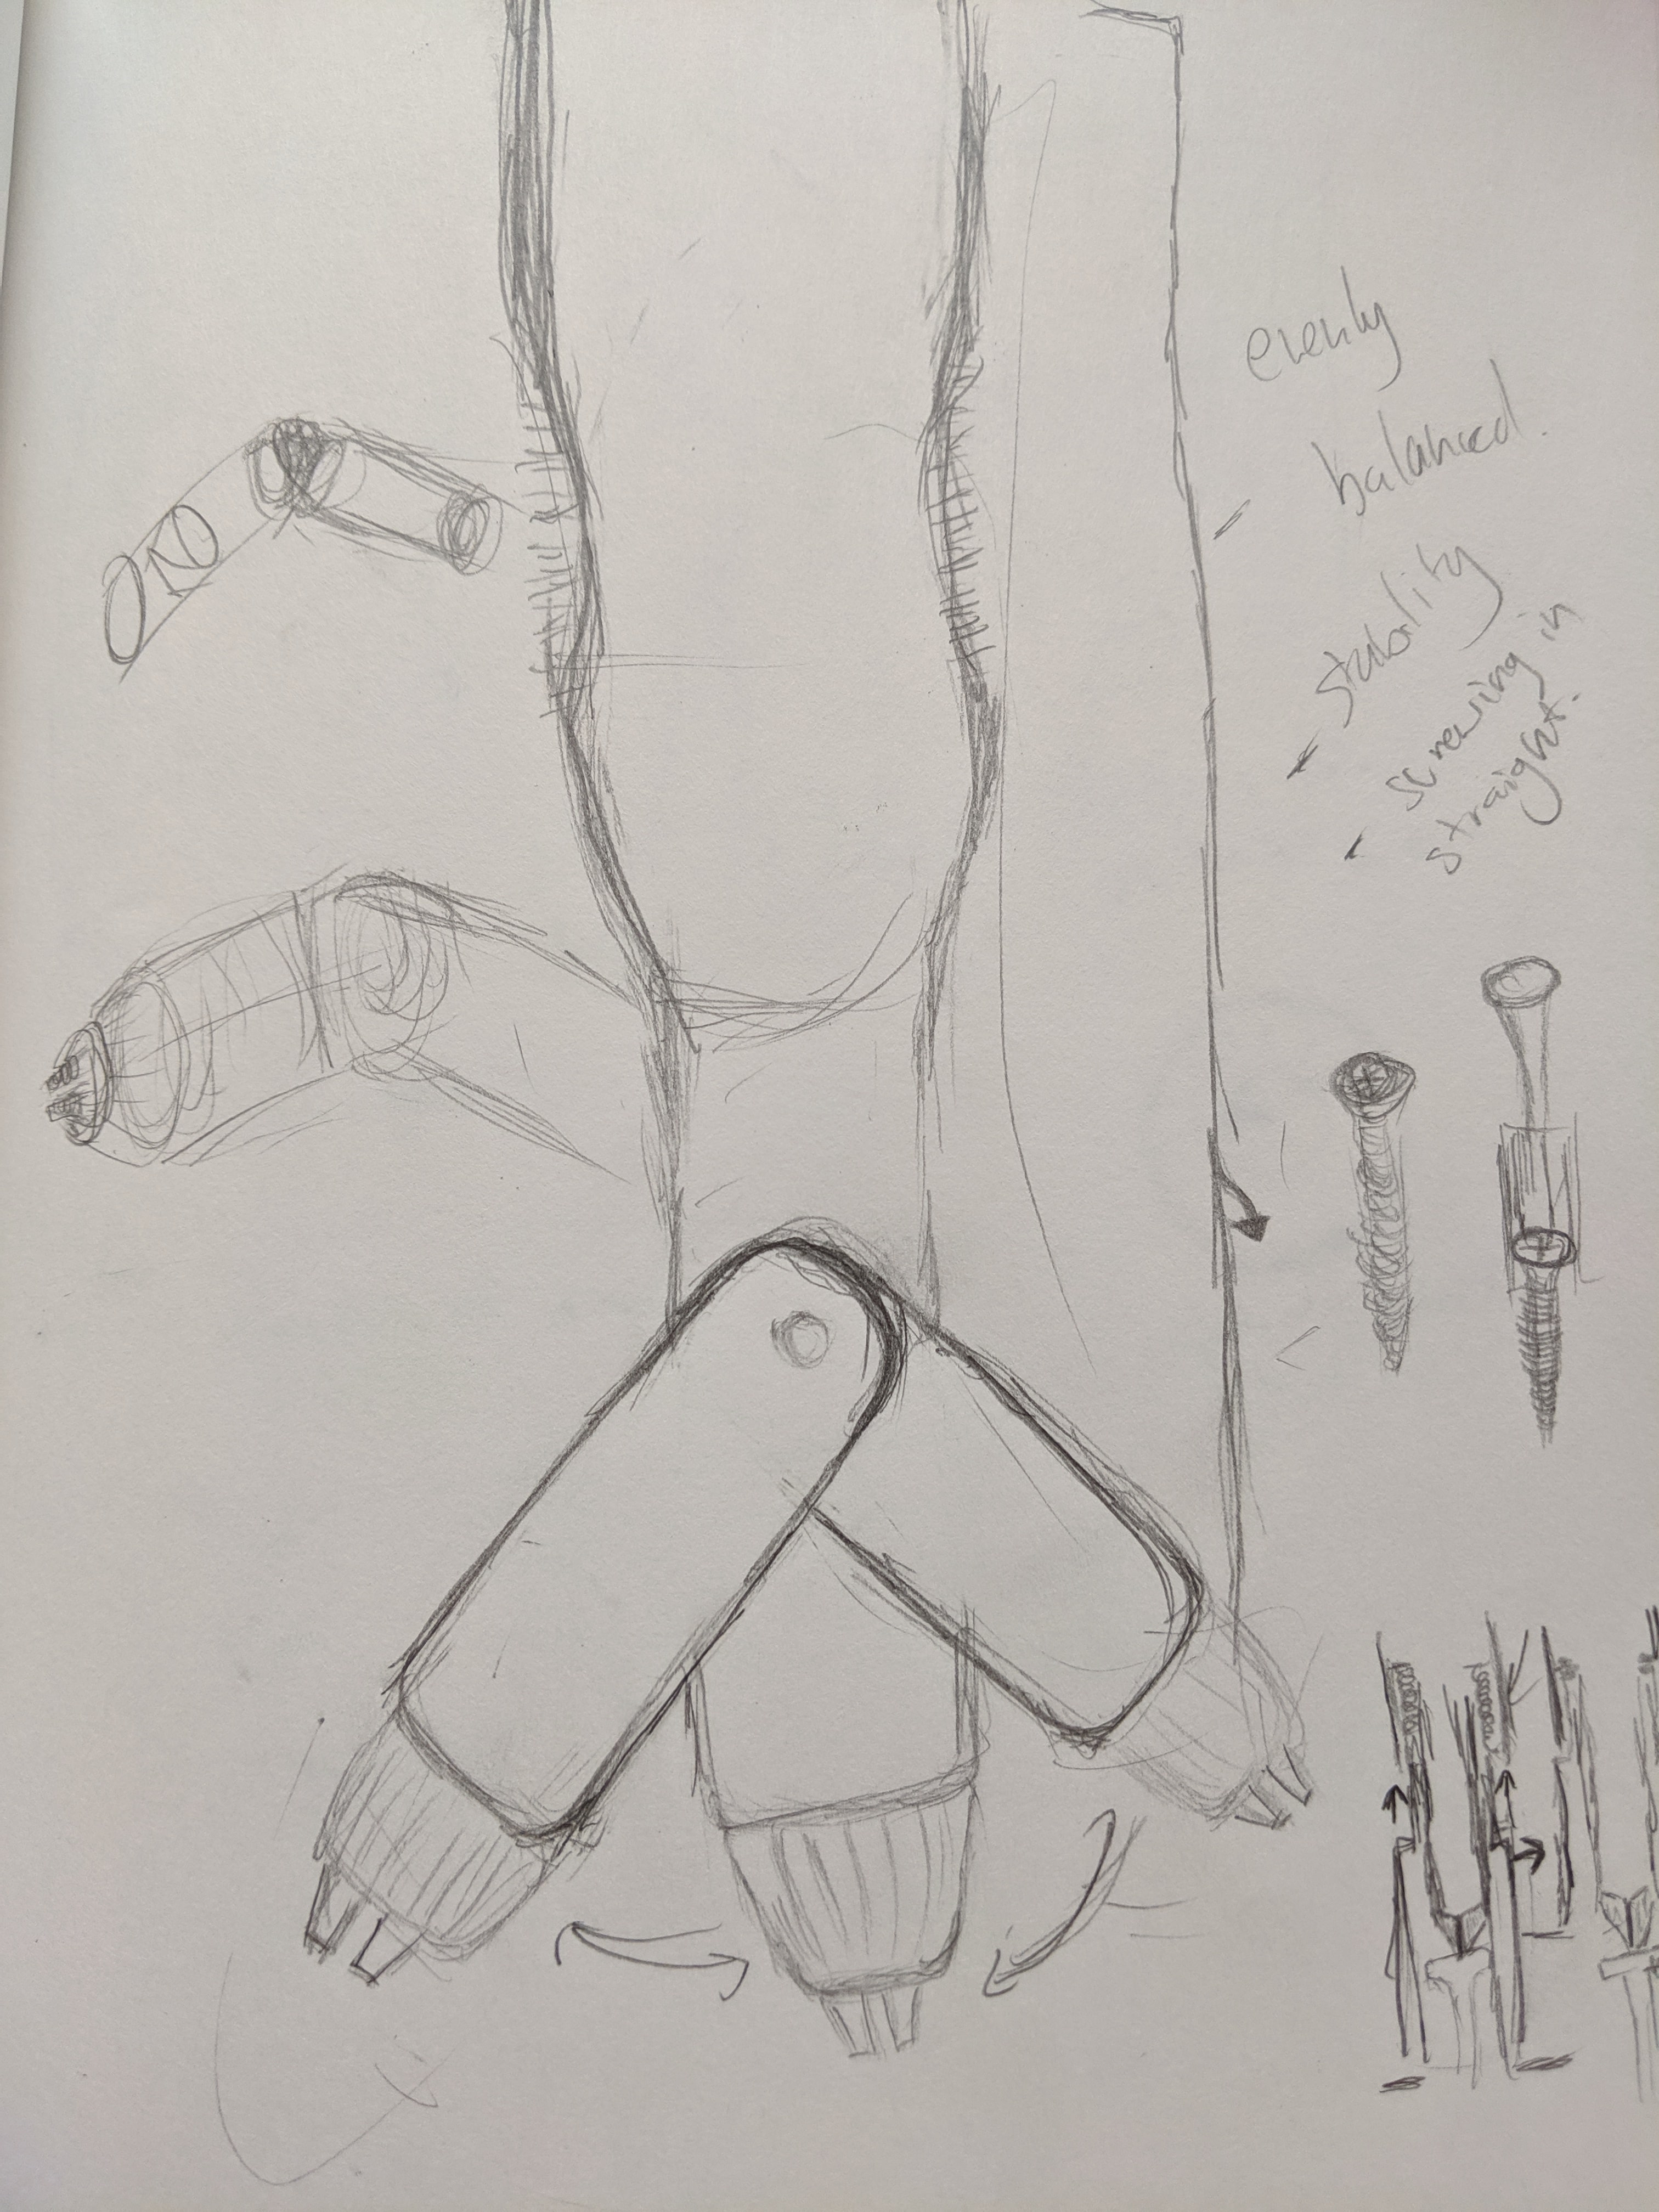 evenly
balanced.
- stability
- screwing in
straight.